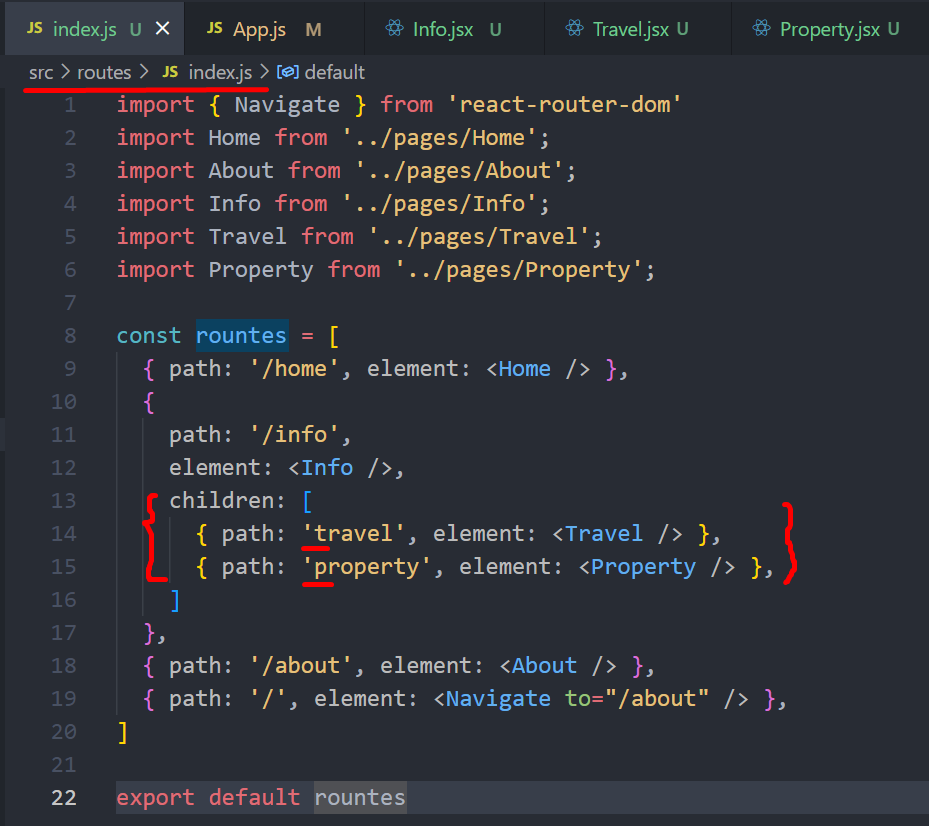 JS index.js U JS App.js M Info.jsx U Travel.jsx U Property.jsx U
src > routes > JS index.js > default
1 import { Navigate } from 'react-router-dom'
2 import Home from '../pages/Home';
3 import About from '../pages/About';
4 import Info from '../pages/Info';
5 import Travel from '../pages/Travel';
6 import Property from '../pages/Property';
7
8 const rountes = [
9 { path: '/home', element: <Home /> },
10 {
11 path: '/info',
12 element: <Info />,
13 children: [
14 { path: 'travel', element: <Travel /> },
15 { path: 'property', element: <Property /> },
16 ]
17 },
18 { path: '/about', element: <About /> },
19 { path: '/', element: <Navigate to="/about" /> },
20 ]
21
22 export default rountes